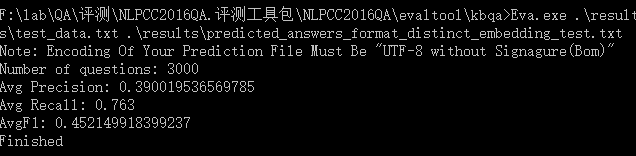 F:\lab\QA\评测\NLPCC2016QA.评测工具包\NLPCC2016QA\evaltool\kbqa>Eva.exe .\result
s\test_data.txt .\results\predicted_answers_format_distinct_embedding_test.txt
Note: Encoding Of Your Prediction File Must Be "UTF-8 without Signagure(Bom)"
Number of questions: 3000
Avg Precision: 0.390019536569785
Avg Recall: 0.763
AvgF1: 0.452149918399237
Finished